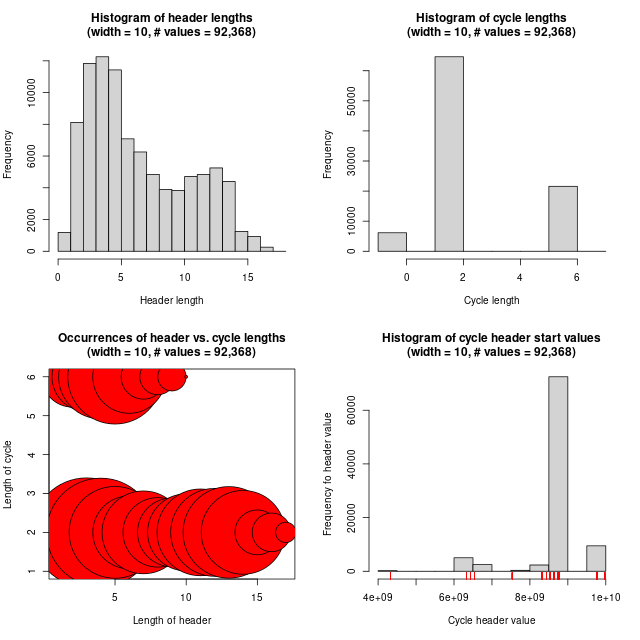 Histogram of header lengths
(width = 10, # values = 92,368)
Frequency
0
2000
6000
10000
0
5
10
15
Header length
Histogram of cycle lengths
(width = 10, # values = 92,368)
Frequency
0
10000
30000
50000
0
2
4
6
Cycle length
Occurrences of header vs. cycle lengths
(width = 10, # values = 92,368)
Length of cycle
1
2
3
4
5
6
5
10
15
Length of header
Histogram of cycle header start values
(width = 10, # values = 92,368)
Frequency fo header value
0
20000
40000
60000
4e+09
6e+09
8e+09
1e+10
Cycle header value